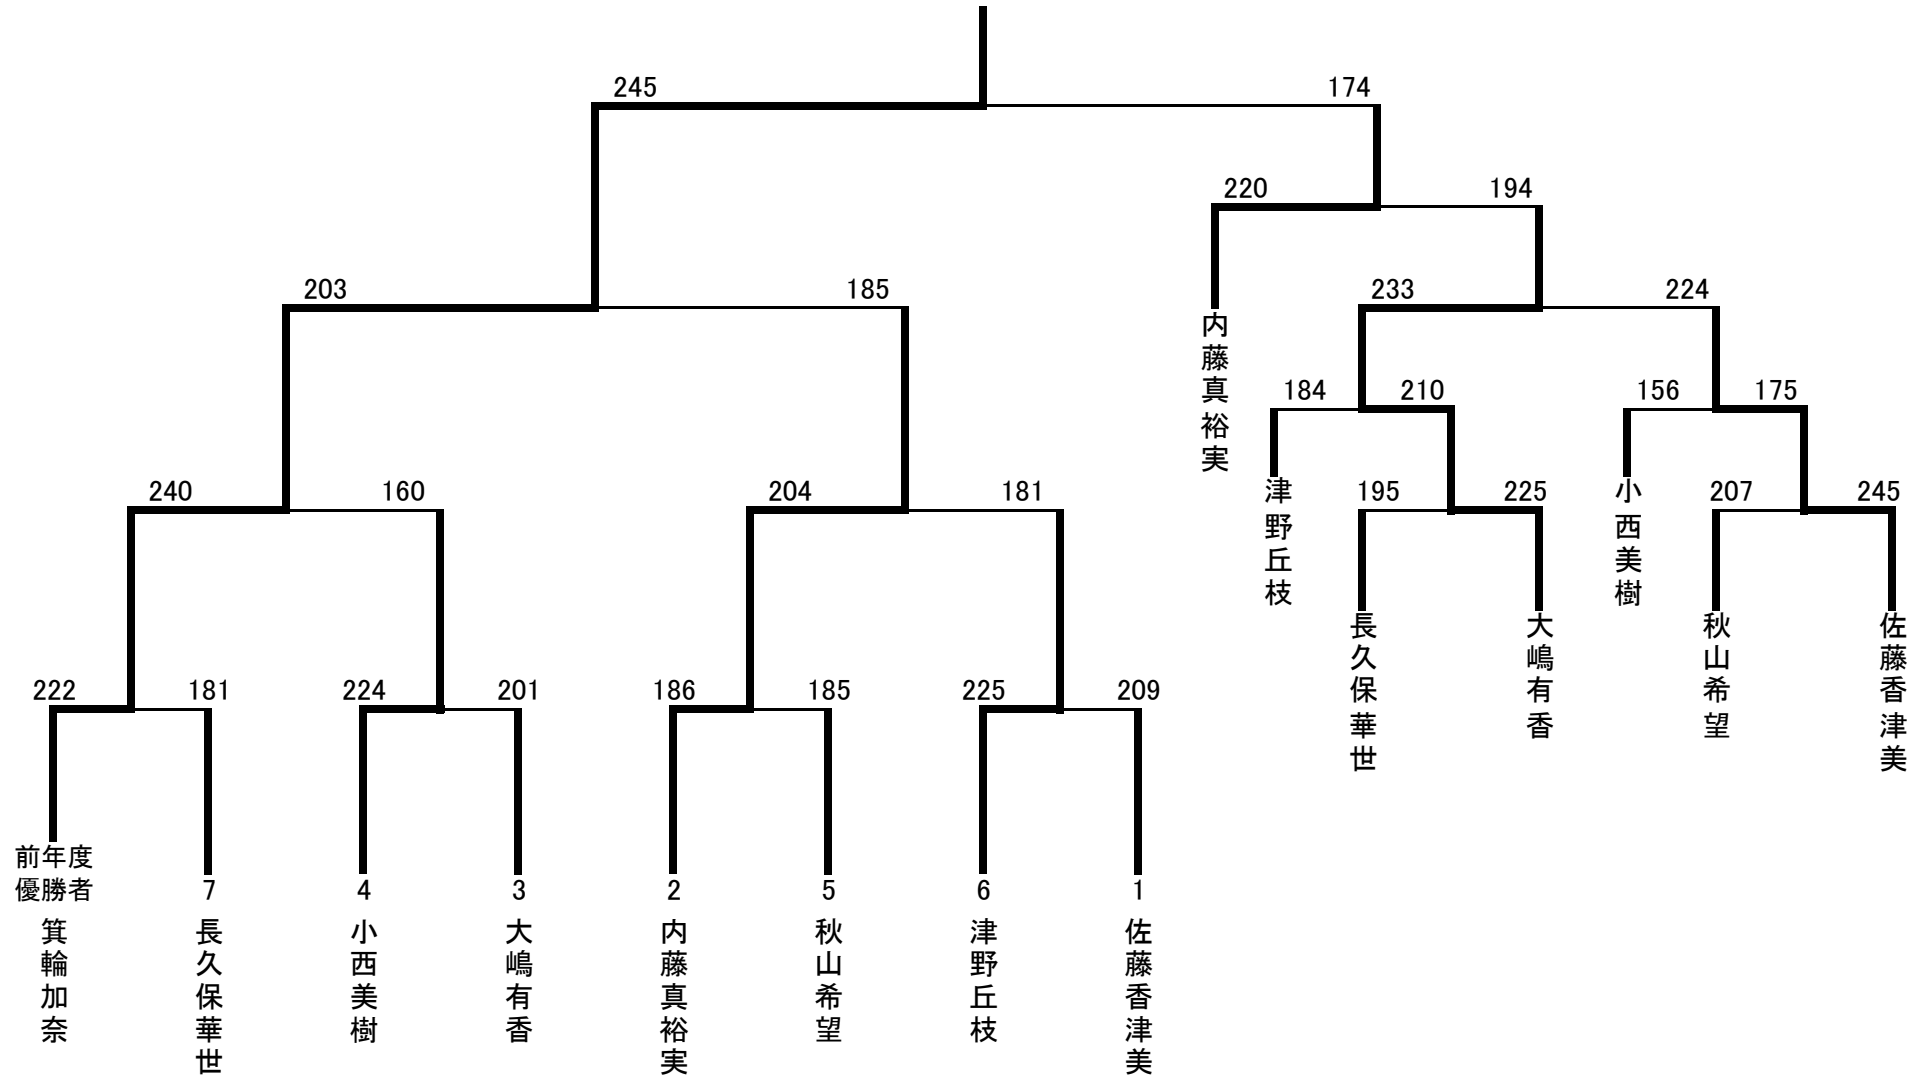 245
174
220
194
203
185
233
224
内藤真裕実
184
210
156
175
240
160
204
181
津野丘枝
195
225
小西美樹
207
245
長久保華世
大嶋有香
秋山希望
佐藤香津美
222
181
224
201
186
185
225
209
前年度
優勝者
7
4
3
2
5
6
1
箕輪加奈
長久保華世
小西美樹
大嶋有香
内藤真裕実
秋山希望
津野丘枝
佐藤香津美